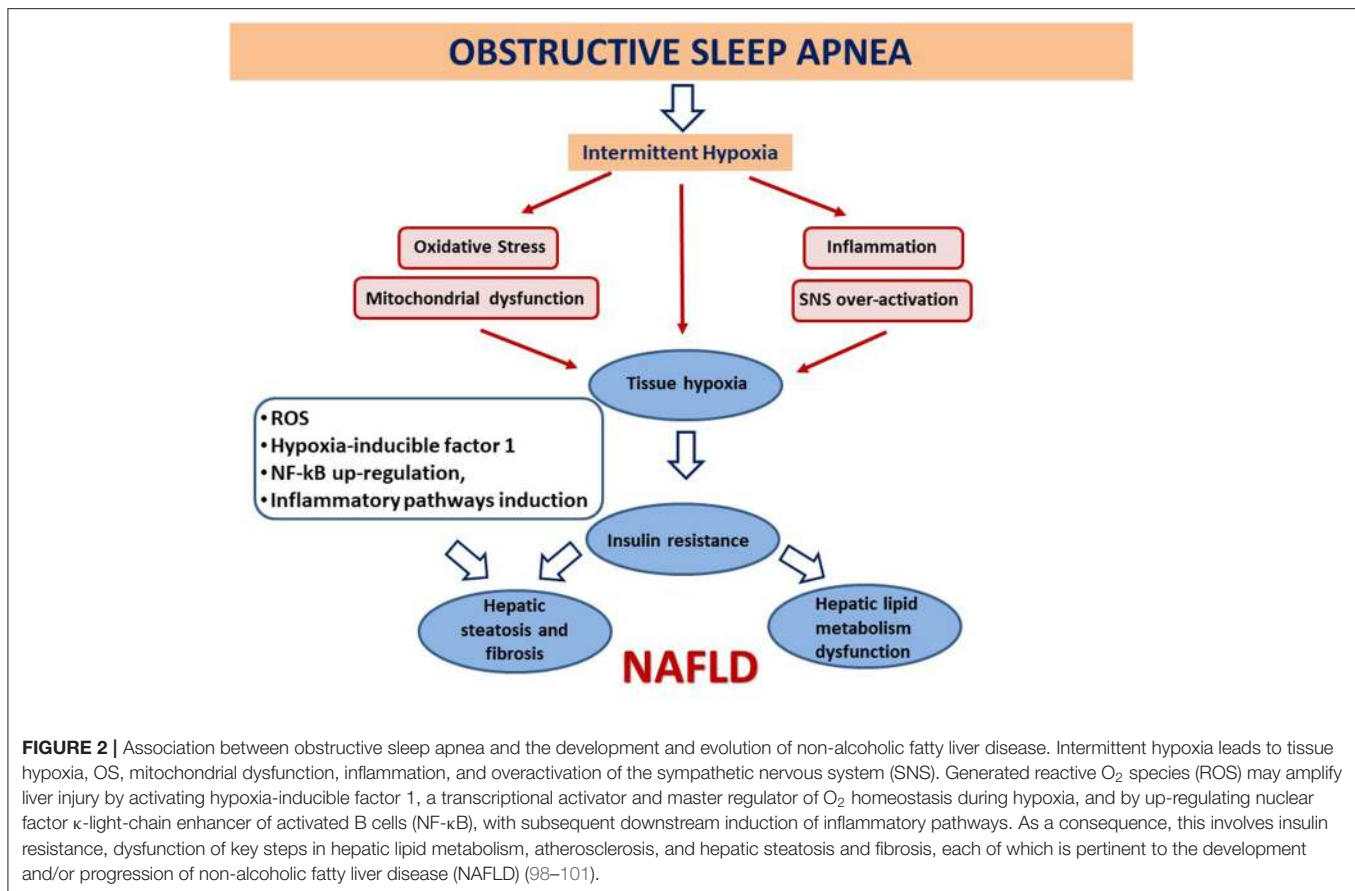 OBSTRUCTIVE SLEEP APNEA
Intermittent Hypoxia
Oxidative Stress
Inflammation
Mitochondrial dysfunction
SNS over-activation
Tissue hypoxia
• ROS
• Hypoxia-inducible factor 1
• NF-kB up-regulation,
• Inflammatory pathways induction
Insulin resistance
Hepatic
steatosis and
fibrosis
Hepatic lipid
metabolism
dysfunction
NAFLD
FIGURE 2 | Association between obstructive sleep apnea and the development and evolution of non-alcoholic fatty liver disease. Intermittent hypoxia leads to tissue
hypoxia, OS, mitochondrial dysfunction, inflammation, and overactivation of the sympathetic nervous system (SNS). Generated reactive O₂ species (ROS) may amplify
liver injury by activating hypoxia-inducible factor 1, a transcriptional activator and master regulator of O₂ homeostasis during hypoxia, and by up-regulating nuclear
factor κ-light-chain enhancer of activated B cells (NF-κB), with subsequent downstream induction of inflammatory pathways. As a consequence, this involves insulin
resistance, dysfunction of key steps in hepatic lipid metabolism, atherosclerosis, and hepatic steatosis and fibrosis, each of which is pertinent to the development
and/or progression of non-alcoholic fatty liver disease (NAFLD) (98–101).